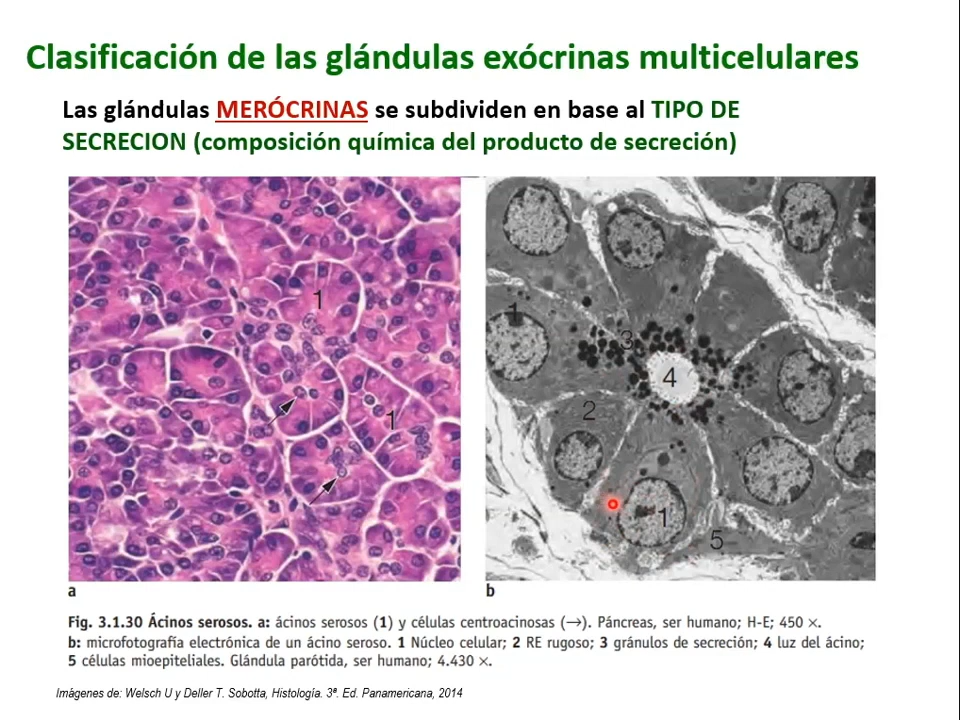 Clasificación de las glándulas exócrinas multicelulares
Las glándulas MERÓCRINAS se subdividen en base al TIPO DE
SECRECION (composición química del producto de secreción)
1
1
1
3
4
2
1
5
a
b
Fig. 3.1.30 Ácinos serosos. a: ácinos serosos (1) y células centroacinosas (→). Páncreas, ser humano; H-E; 450 ×.
b: microfotografía electrónica de un ácino seroso. 1 Núcleo celular; 2 RE rugoso; 3 gránulos de secreción; 4 luz del ácino;
5 células mioepiteliales. Glándula parótida, ser humano; 4.430 ×.
Imágenes de: Welsch U y Deller T. Sobotta, Histología. 3ª. Ed. Panamericana, 2014